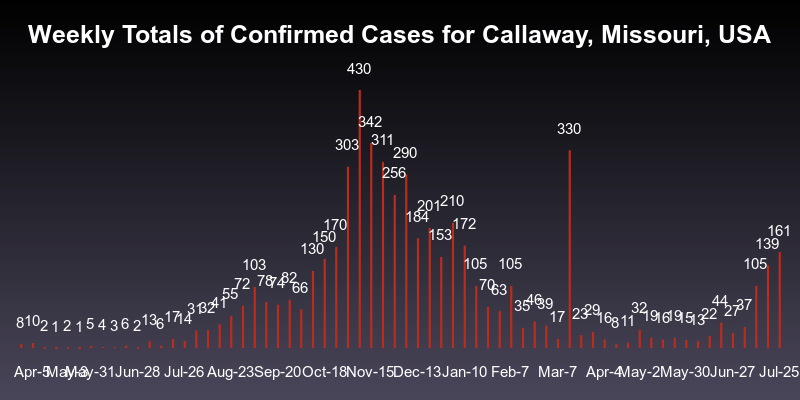 Weekly Totals of Confirmed Cases for Callaway, Missouri, USA
8 10 2 1 2 1 5 4 3 6 2 13 6 17 14 31 32 41 55 72 103 78 74 82 66 130 150 170 303 430 342 311 256 290 184 201 153 210 172 105 70 63 105 35 46 39 17 330 23 29 16 8 11 32 19 16 19 15 13 22 44 27 37 105 139 161
Apr-5 May-3 May-31 Jun-28 Jul-26 Aug-23 Sep-20 Oct-18 Nov-15 Dec-13 Jan-10 Feb-7 Mar-7 Apr-4 May-2 May-30 Jun-27 Jul-25